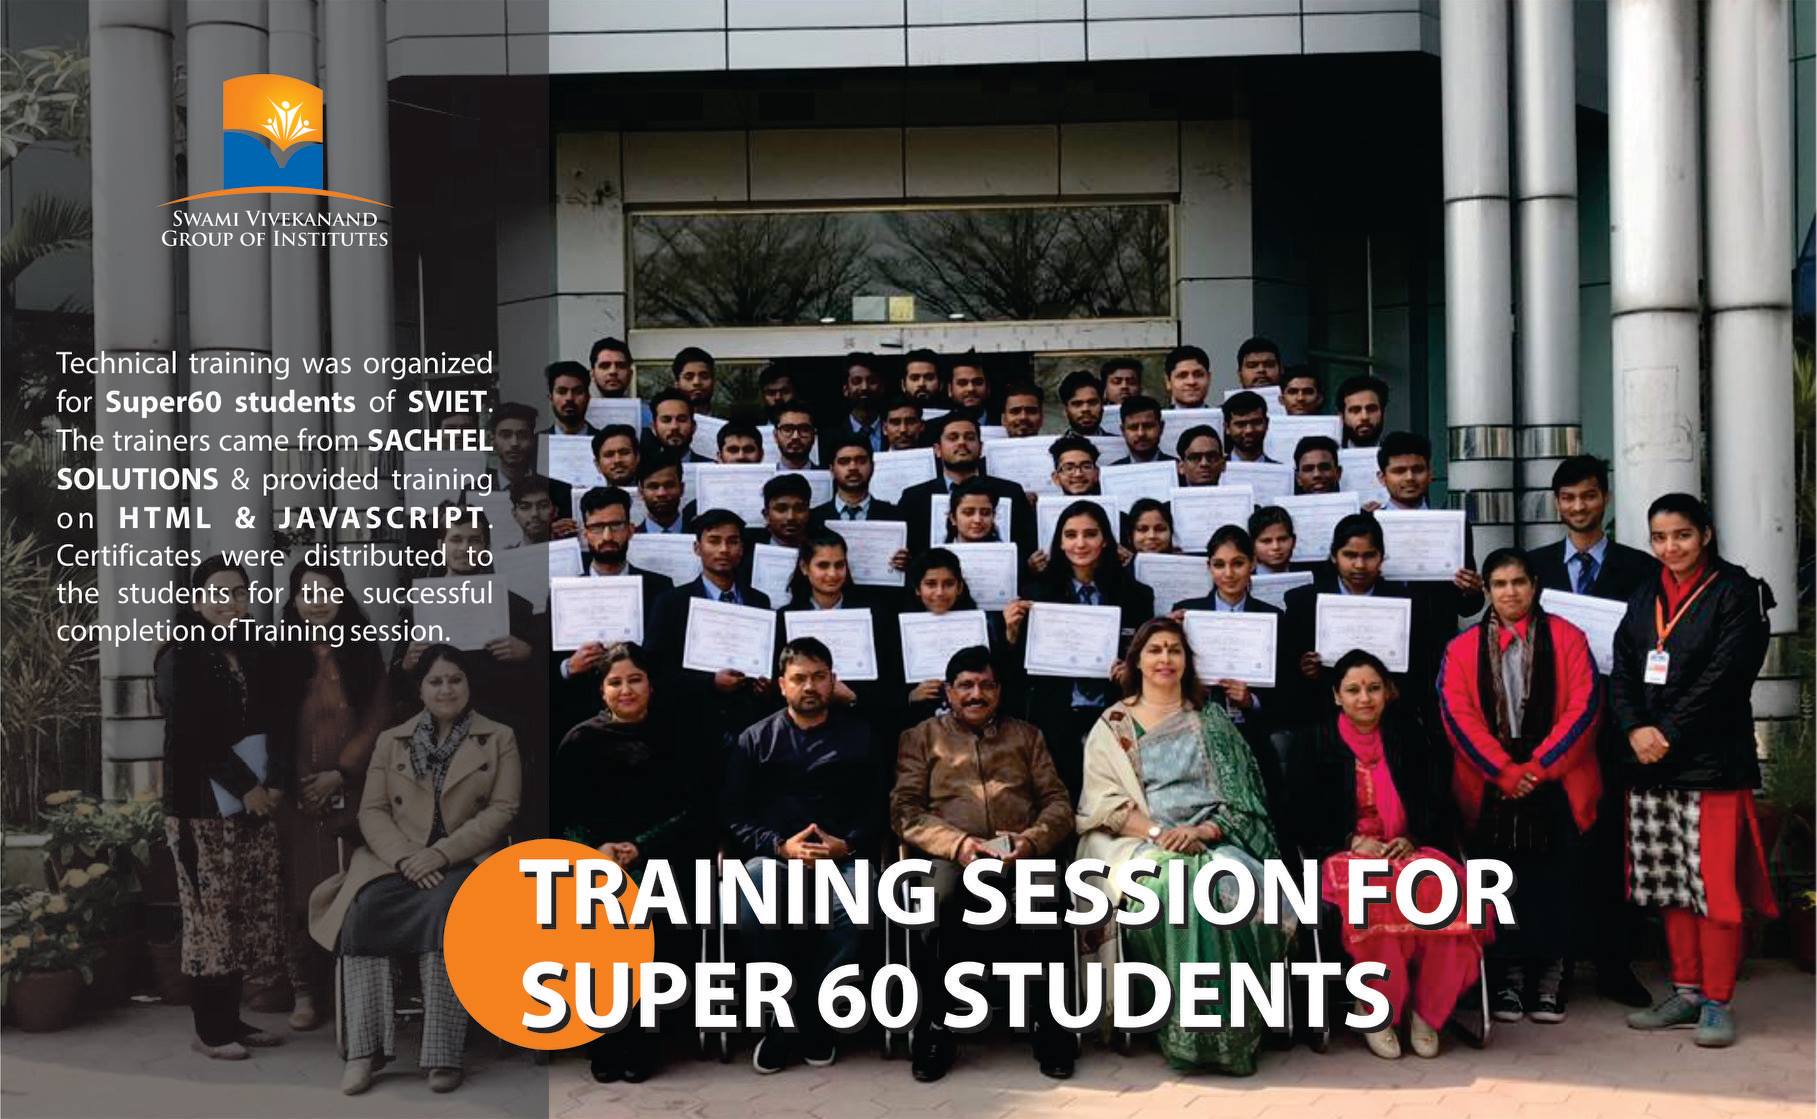 SWAMI VIVEKANAND
GROUP OF INSTITUTES
Technical training was organized
for Super60 students of SVIET.
The trainers came from SACHTEL
SOLUTIONS & provided training
on HTML & JAVASCRIPT.
Certificates were distributed to
the students for the successful
completion of Training session.
TRAINING SESSION FOR
SUPER 60 STUDENTS